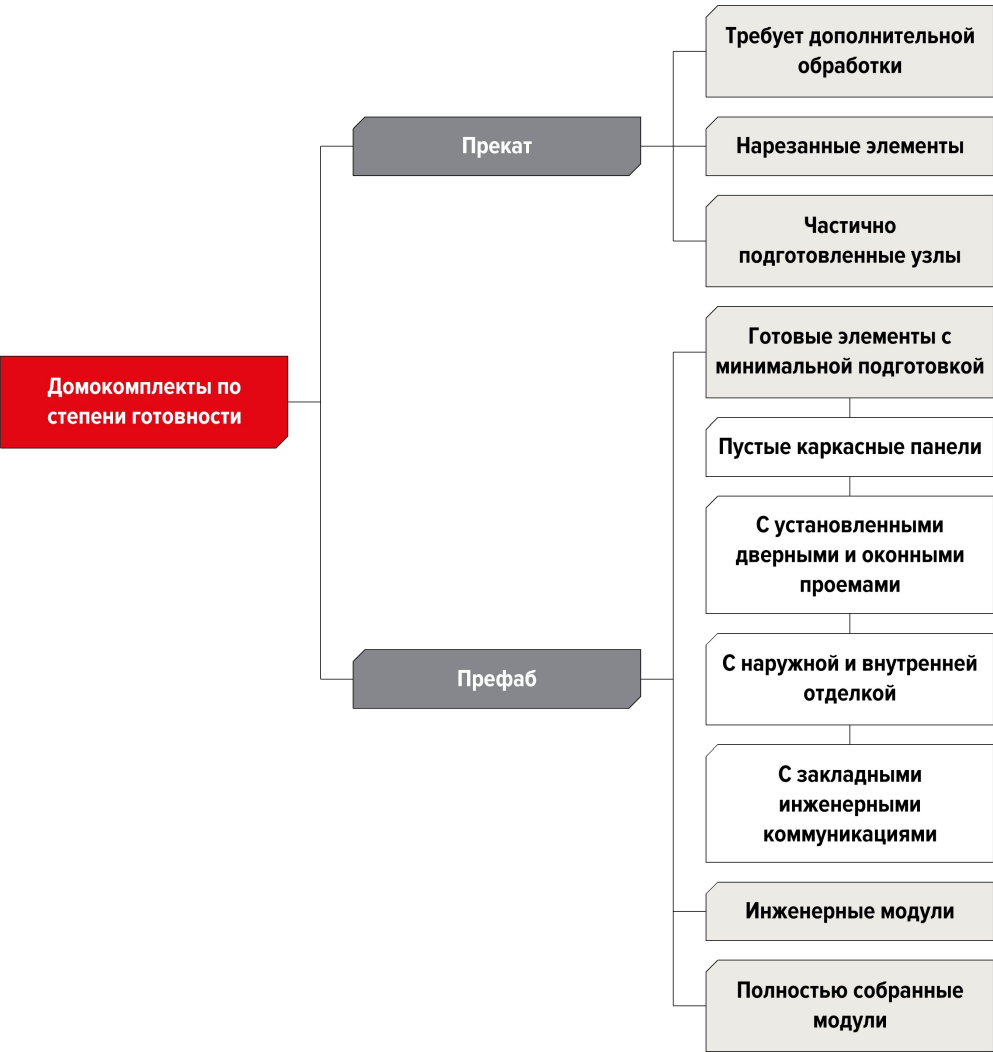 Домокомплекты по
степени готовности
Прекат
Требует дополнительной
обработки
Нарезанные элементы
Частично
подготовленные узлы
Префаб
Готовые элементы с
минимальной подготовкой
Пустые каркасные панели
С установленными
дверными и оконными
проемами
С наружной и внутренней
отделкой
С закладными
инженерными
коммуникациями
Инженерные модули
Полностью собранные
модули